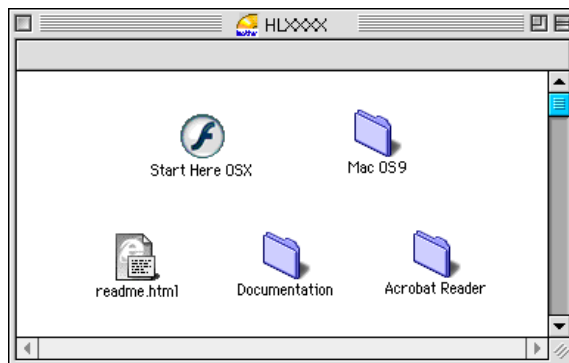 HLXXXX
Start Here OSX
Mac OS9
readme.html
Documentation
Acrobat Reader